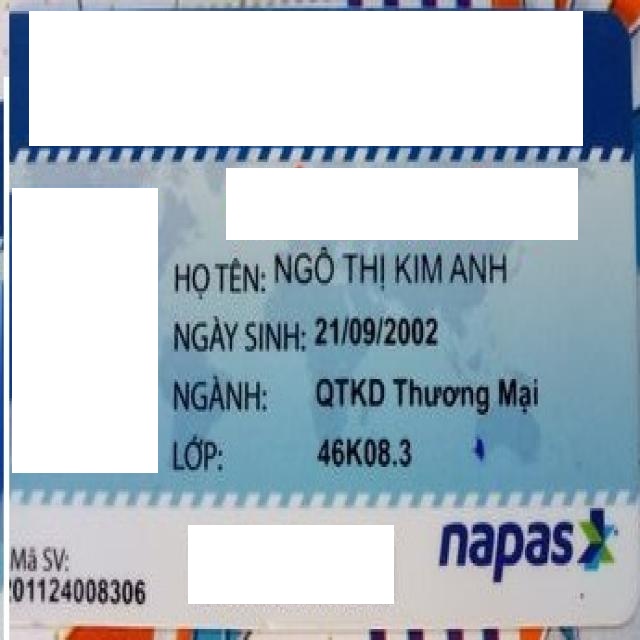 HỌ TÊN: NGÔ THỊ KIM ANH
NGÀY SINH: 21/09/2002
NGÀNH: QTKD Thương Mại
LỚP: 46K08.3
napas
Mã SV:
01124008306